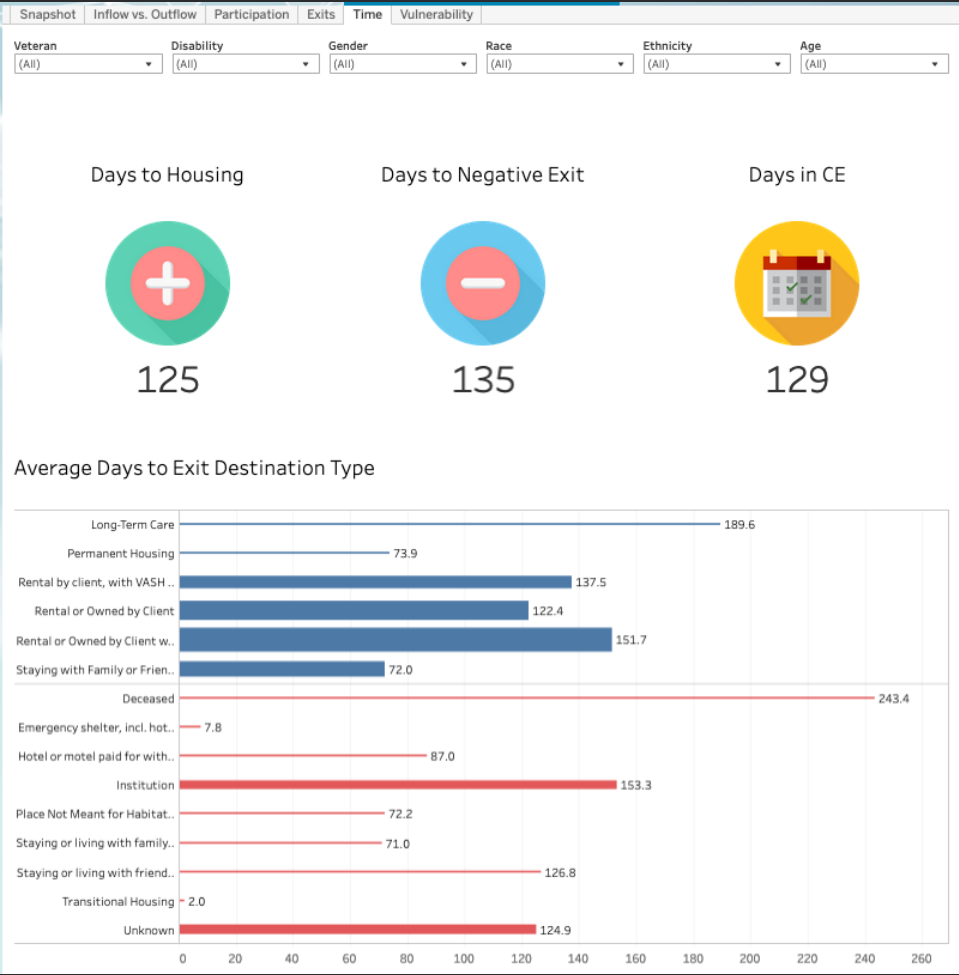 Snapshot Inflow vs. Outflow Participation Exits Time Vulnerability
Veteran Disability Gender Race Ethnicity Age
(All) (All) (All) (All) (All) (All)
Days to Housing Days to Negative Exit Days in CE
125 135 129
Average Days to Exit Destination Type
Long-Term Care 189.6
Permanent Housing 73.9
Rental by client, with VASH .. 137.5
Rental or Owned by Client 122.4
Rental or Owned by Client w.. 151.7
Staying with Family or Frien.. 72.0
Deceased 243.4
Emergency shelter, incl. hot.. 7.8
Hotel or motel paid for with.. 87.0
Institution 153.3
Place Not Meant for Habitat.. 72.2
Staying or living with family.. 71.0
Staying or living with friend.. 126.8
Transitional Housing 2.0
Unknown 124.9
0 20 40 60 80 100 120 140 160 180 200 220 240 260